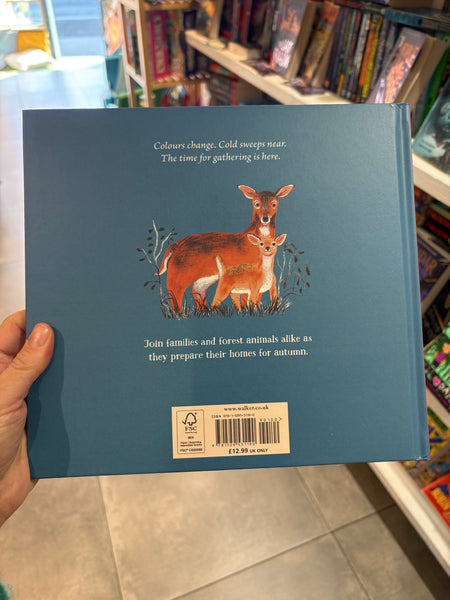 Colours change. Cold sweeps near.
The time for gathering is here.
Join families and forest animals alike as
they prepare their homes for autumn.
www.walker.co.uk
FSC
MIX
£12.99 UK ONLY